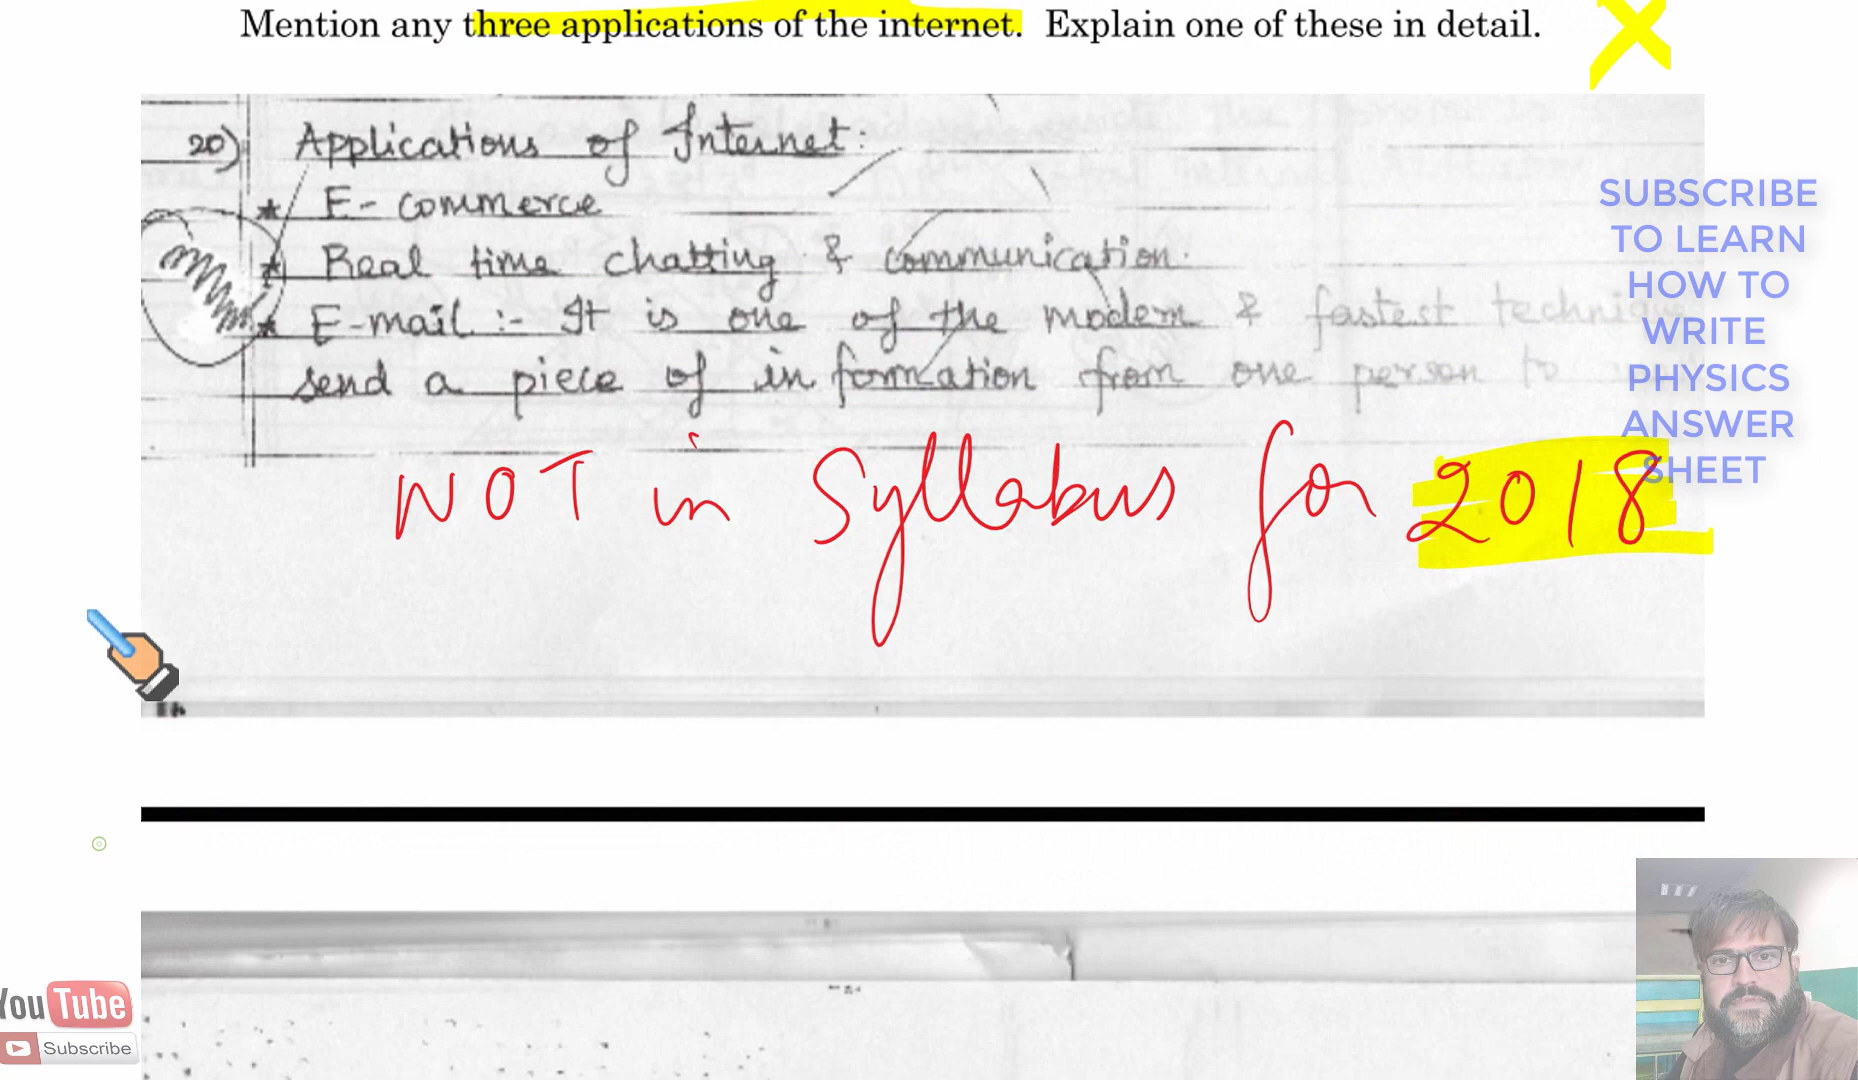 Mention any three applications of the internet. Explain one of these in detail.
20) Applications of Internet:
* E-commerce
* Real time chatting & communication.
* E-mail :- It is one of the modern & fastest
send a piece of information from one person to
NOT in Syllabus for 2018
SUBSCRIBE
TO LEARN
HOW TO
WRITE
PHYSICS
ANSWER
SHEET
YouTube
Subscribe